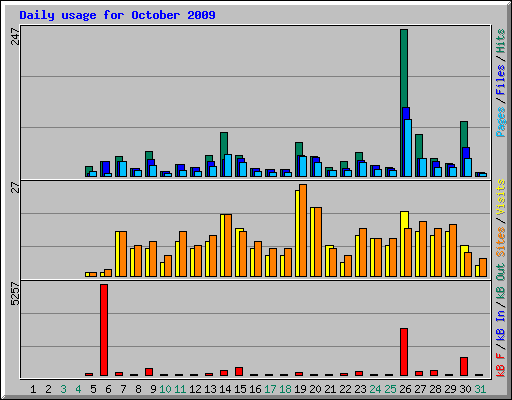 Daily usage for October 2009
247
Pages / Files / Hits
27
Sites / Visits
5257
kB F / kB In / kB Out
1 2 3 4 5 6 7 8 9 10 11 12 13 14 15 16 17 18 19 20 21 22 23 24 25 26 27 28 29 30 31